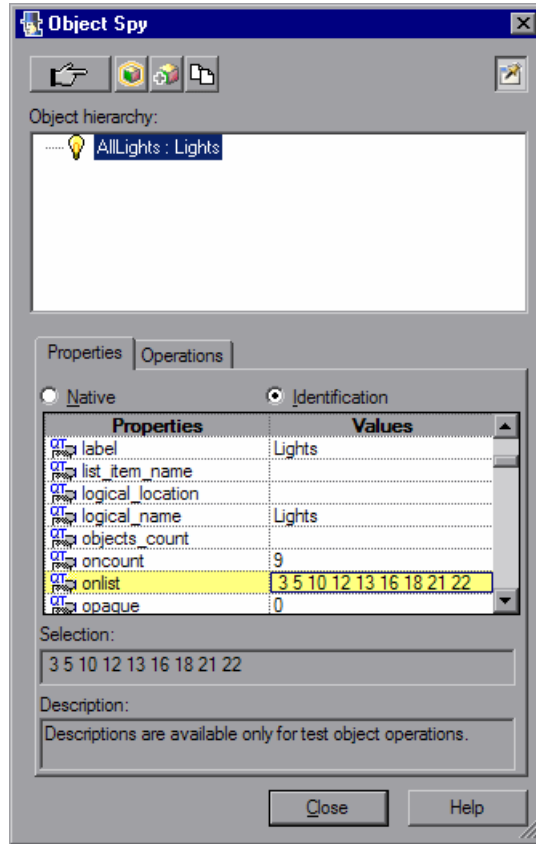 Object Spy
Object hierarchy:
AllLights : Lights
Properties Operations
Native Identification
Properties Values
label Lights
list_item_name
logical_location
logical_name Lights
objects_count
oncount 9
onlist 3 5 10 12 13 16 18 21 22
opaque 0
Selection:
3 5 10 12 13 16 18 21 22
Description:
Descriptions are available only for test object operations.
Close Help